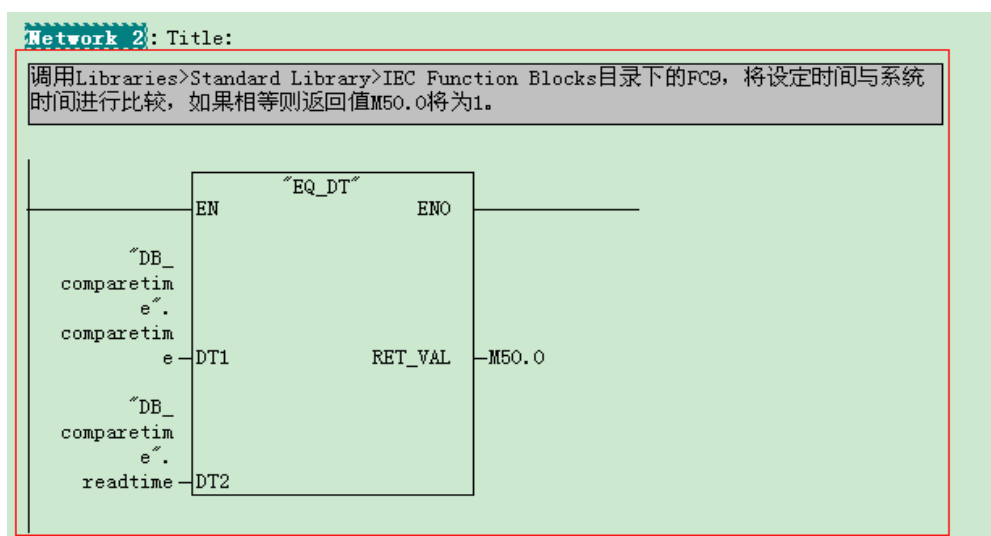 Network 2: Title:
调用Libraries>Standard Library>IEC Function Blocks目录下的FC9，将设定时间与系统
时间进行比较，如果相等则返回值M50.0将为1。
"EQ_DT"
EN ENO
"DB_
comparetim
e".
comparetim
e DT1 RET_VAL M50.0
"DB_
comparetim
e".
readtime DT2